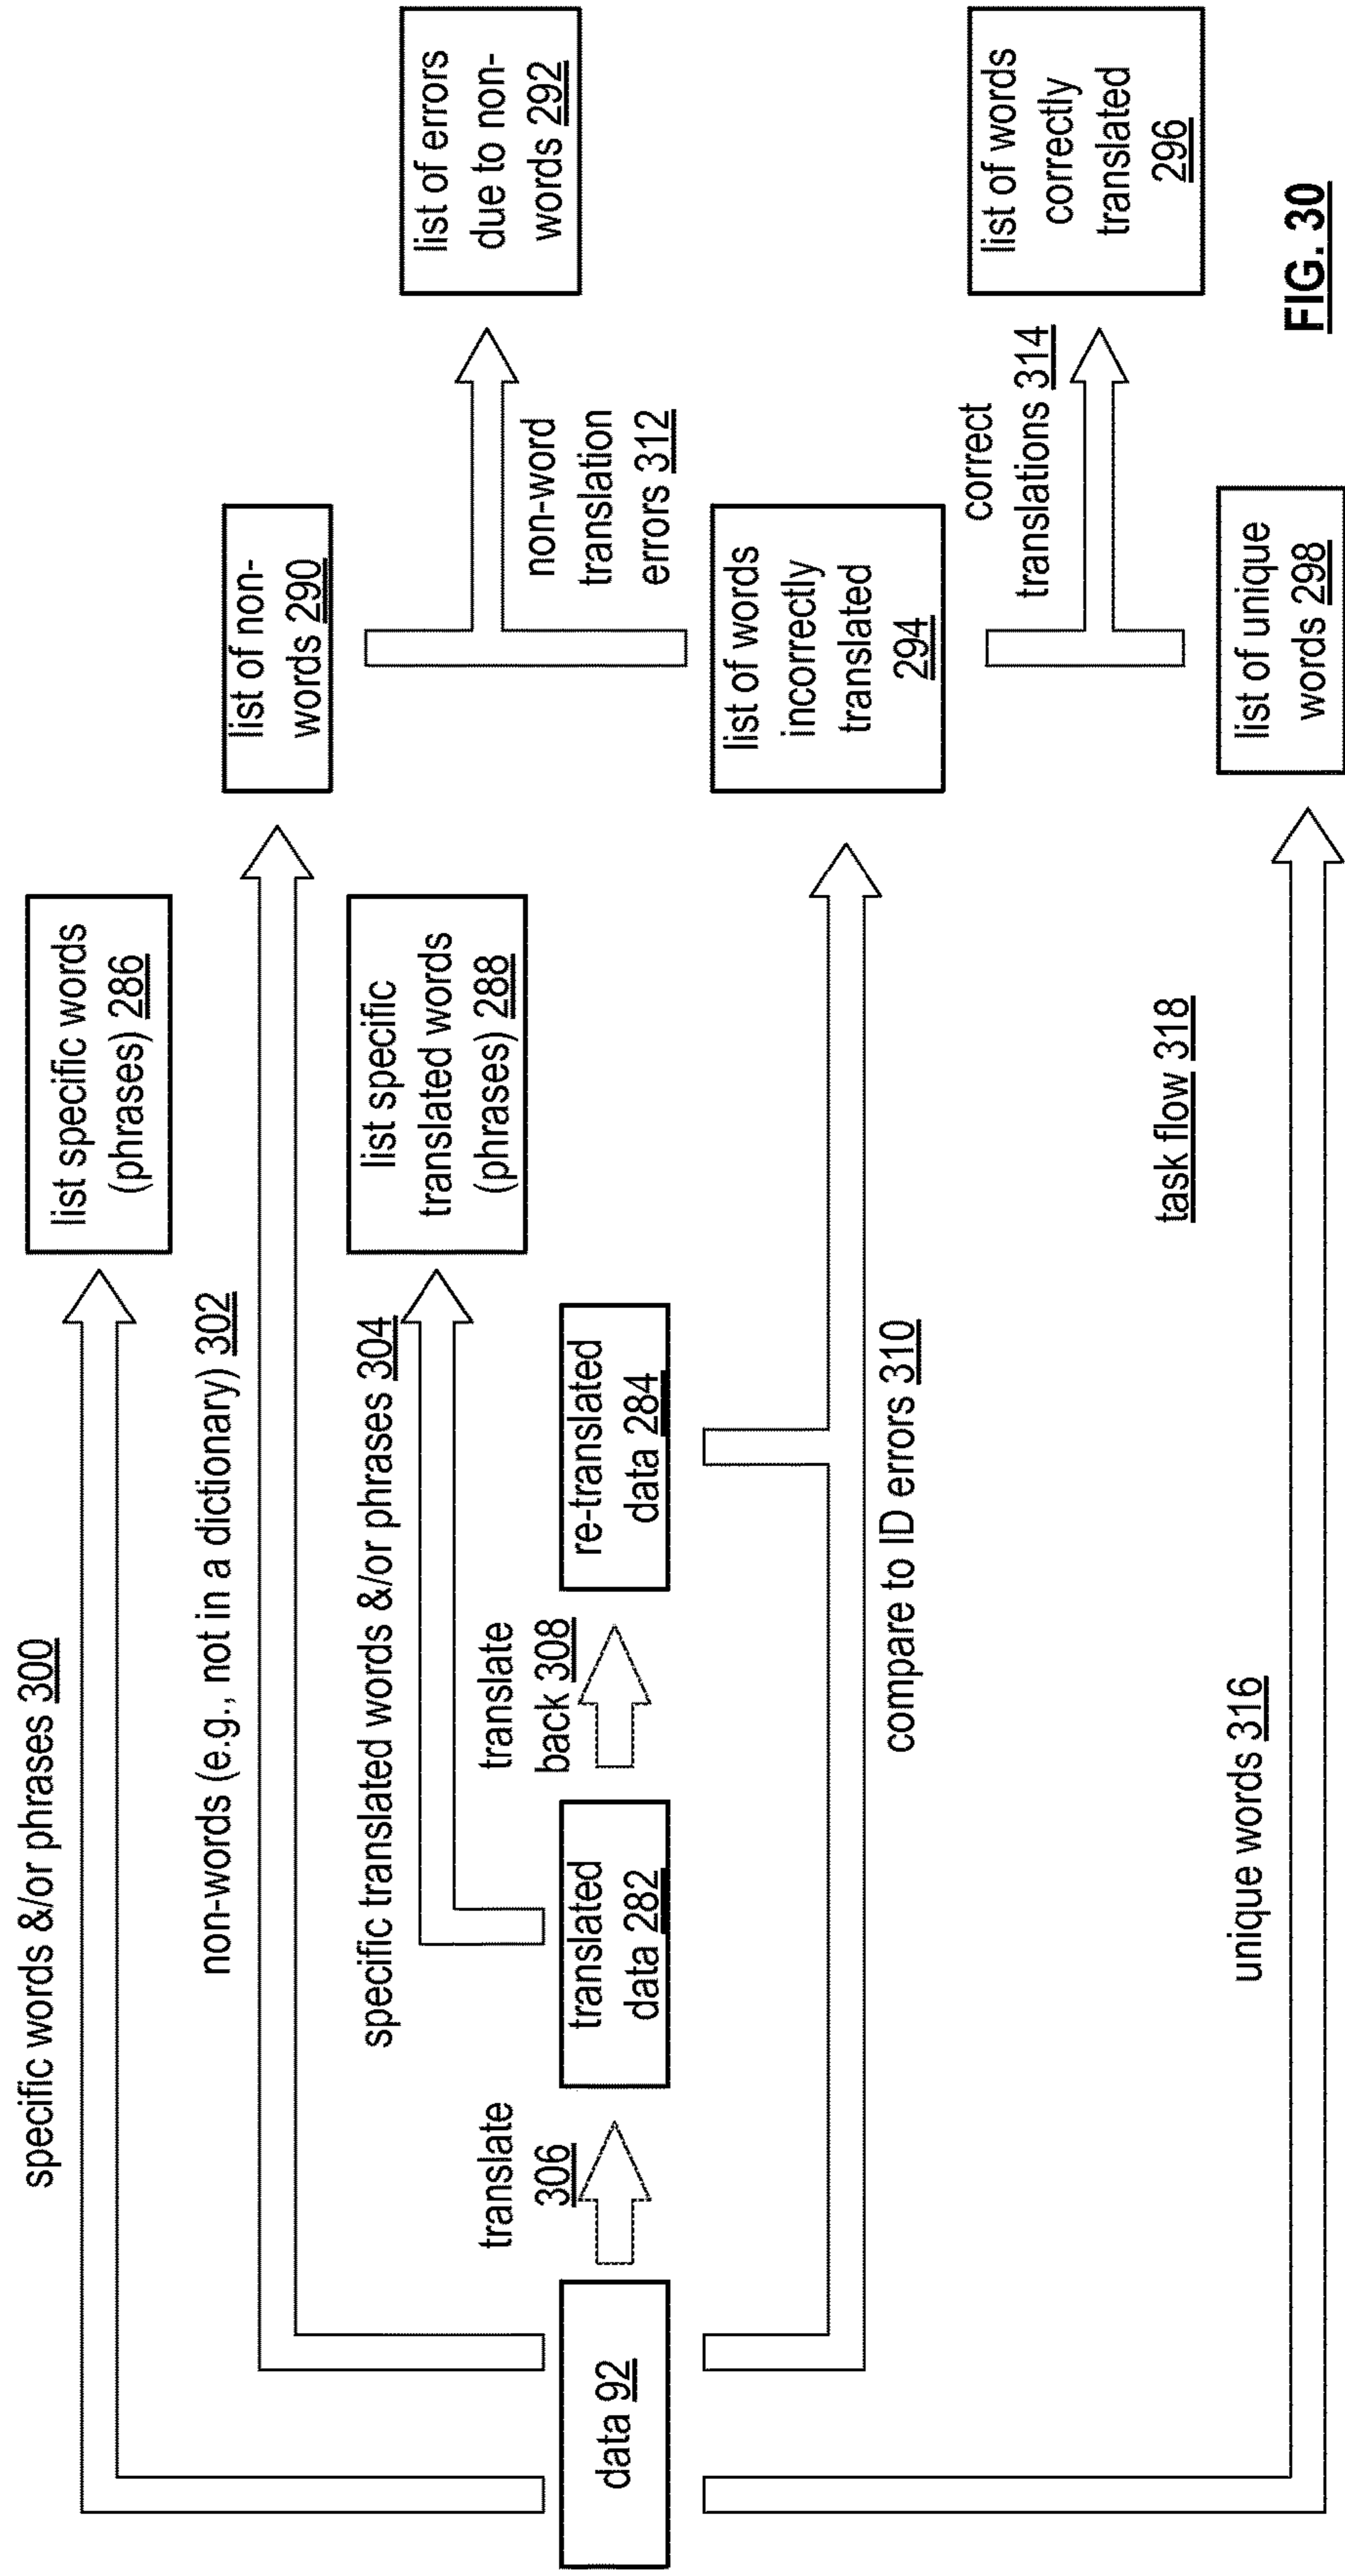 specific words &/or phrases 300
list specific words
(phrases) 286
non-words (e.g., not in a dictionary) 302
list of non-
words 290
specific translated words &/or phrases 304
list specific
translated words
(phrases) 288
list of errors
due to non-
words 292
non-word
translation
errors 312
translate
306
translate
back 308
data 92
translated
data 282
re-translated
data 284
list of words
incorrectly
translated
294
compare to ID errors 310
correct
translations 314
list of words
correctly
translated
296
task flow 318
unique words 316
list of unique
words 298
FIG. 30